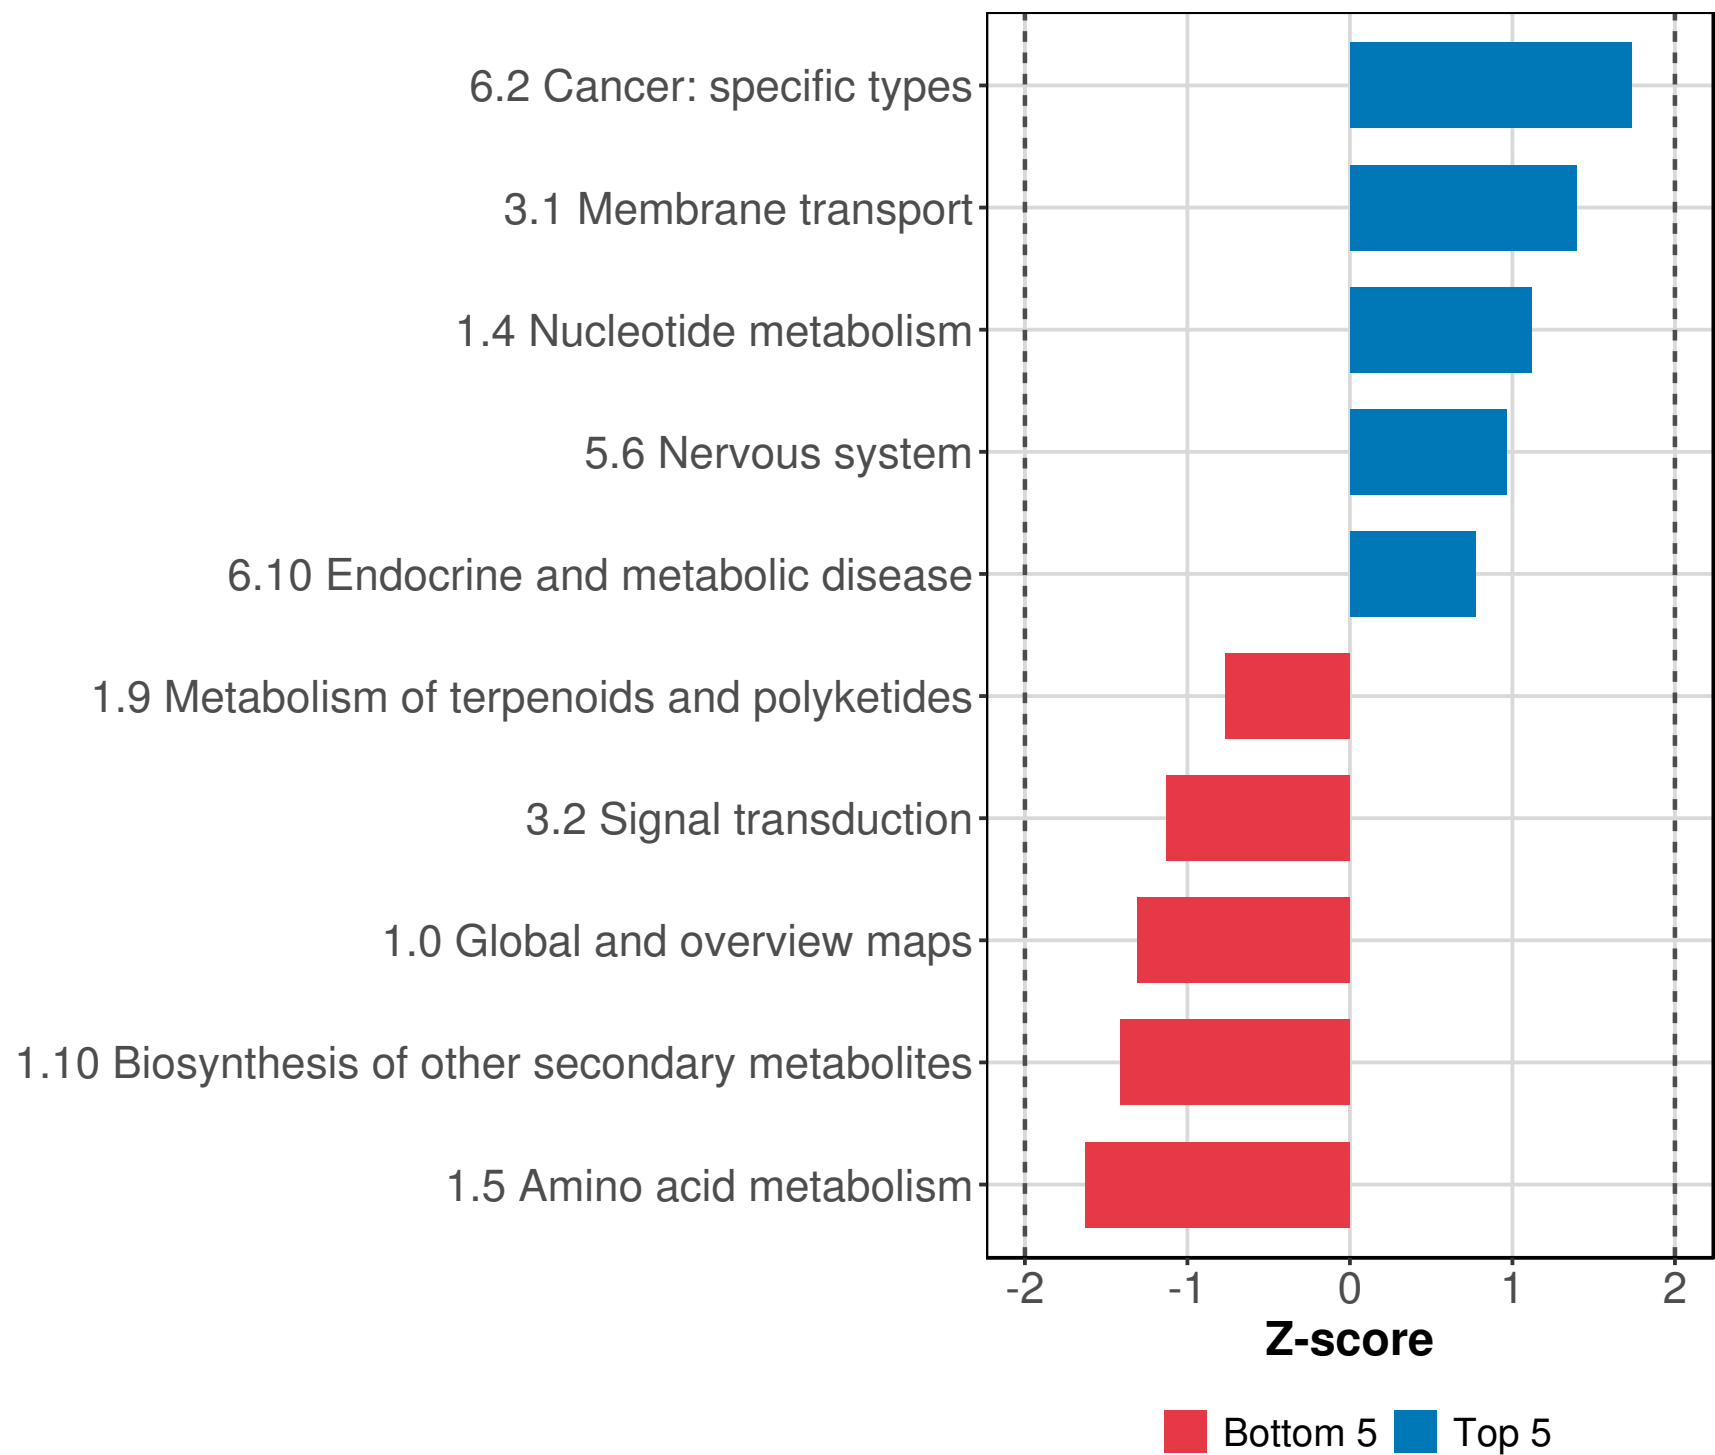 6.2 Cancer: specific types
3.1 Membrane transport
1.4 Nucleotide metabolism
5.6 Nervous system
6.10 Endocrine and metabolic disease
1.9 Metabolism of terpenoids and polyketides
3.2 Signal transduction
1.0 Global and overview maps
1.10 Biosynthesis of other secondary metabolites
1.5 Amino acid metabolism
-2 -1 0 1 2
Z-score
Bottom 5 Top 5